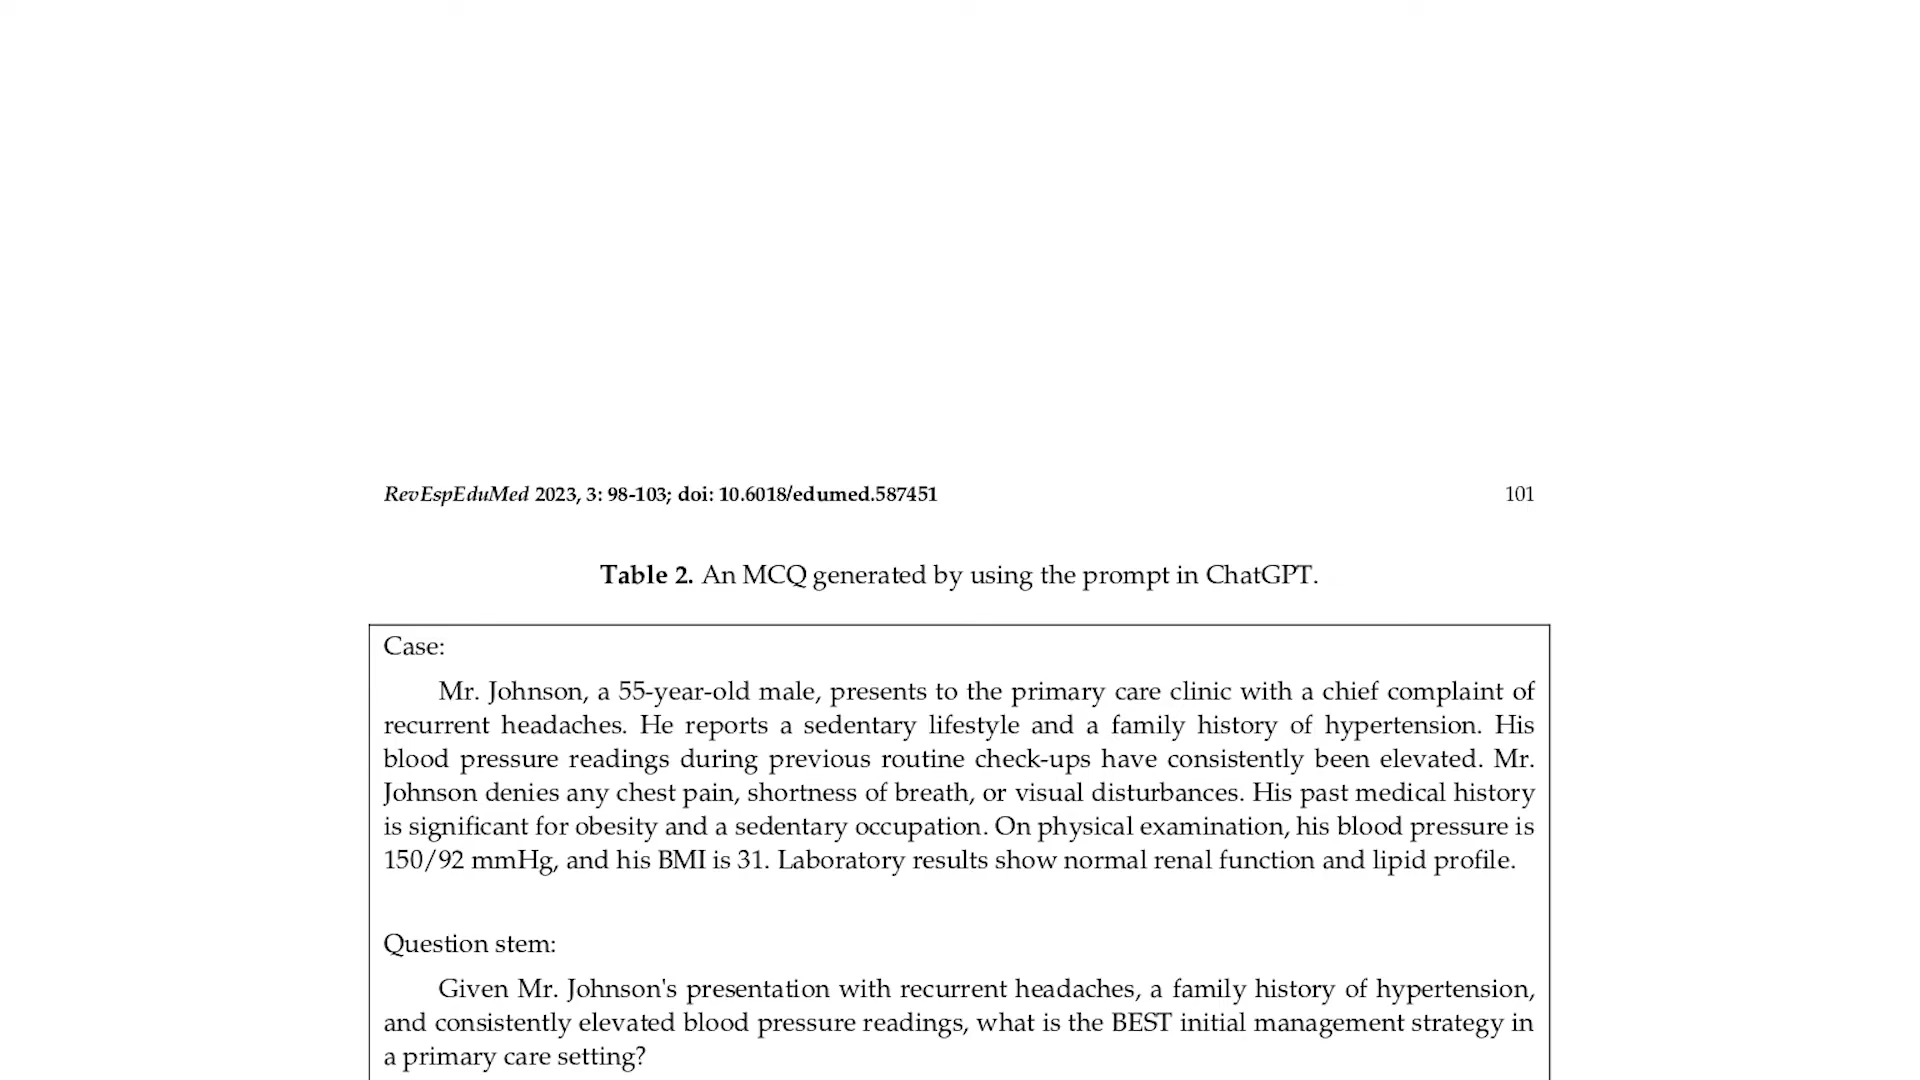 RevEspEduMed 2023, 3: 98-103; doi: 10.6018/edumed.587451 101
Table 2. An MCQ generated by using the prompt in ChatGPT.
Case:
Mr. Johnson, a 55-year-old male, presents to the primary care clinic with a chief complaint of
recurrent headaches. He reports a sedentary lifestyle and a family history of hypertension. His
blood pressure readings during previous routine check-ups have consistently been elevated. Mr.
Johnson denies any chest pain, shortness of breath, or visual disturbances. His past medical history
is significant for obesity and a sedentary occupation. On physical examination, his blood pressure is
150/92 mmHg, and his BMI is 31. Laboratory results show normal renal function and lipid profile.
Question stem:
Given Mr. Johnson's presentation with recurrent headaches, a family history of hypertension,
and consistently elevated blood pressure readings, what is the BEST initial management strategy in
a primary care setting?